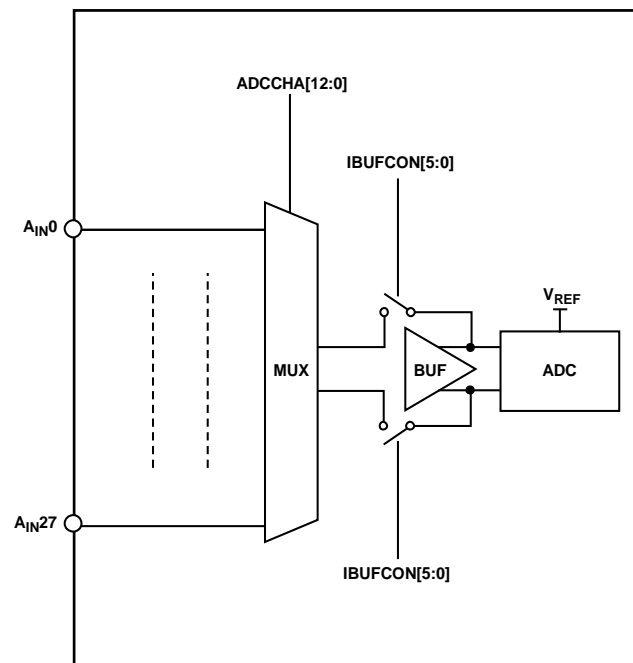 ADCCHA[12:0]
IBUFCON[5:0]
AIN0
VREF
MUX
BUF
ADC
AIN27
IBUFCON[5:0]